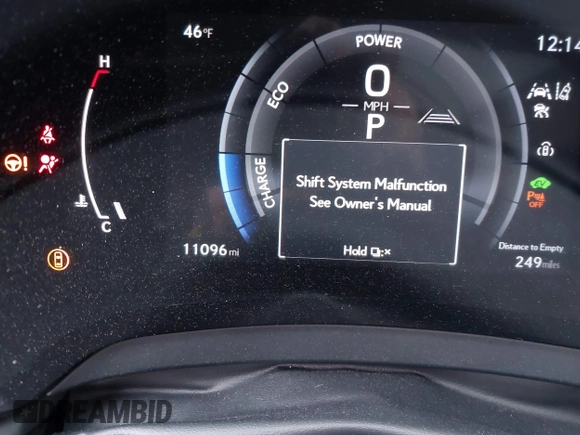 46°F
POWER
12:14
H
ECO
0
MPH
P
CHARGE
Shift System Malfunction
See Owner's Manual
Hold
C
11096 mi
OFF
Distance to Empty
249 miles
DREAMBID